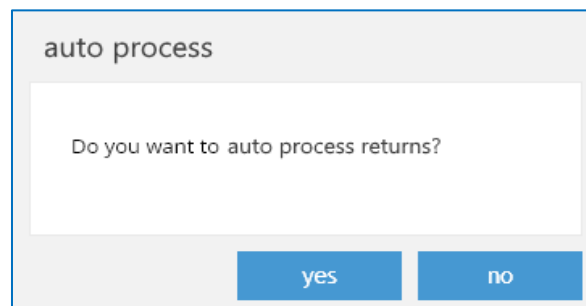 auto process
Do you want to auto process returns?
yes no